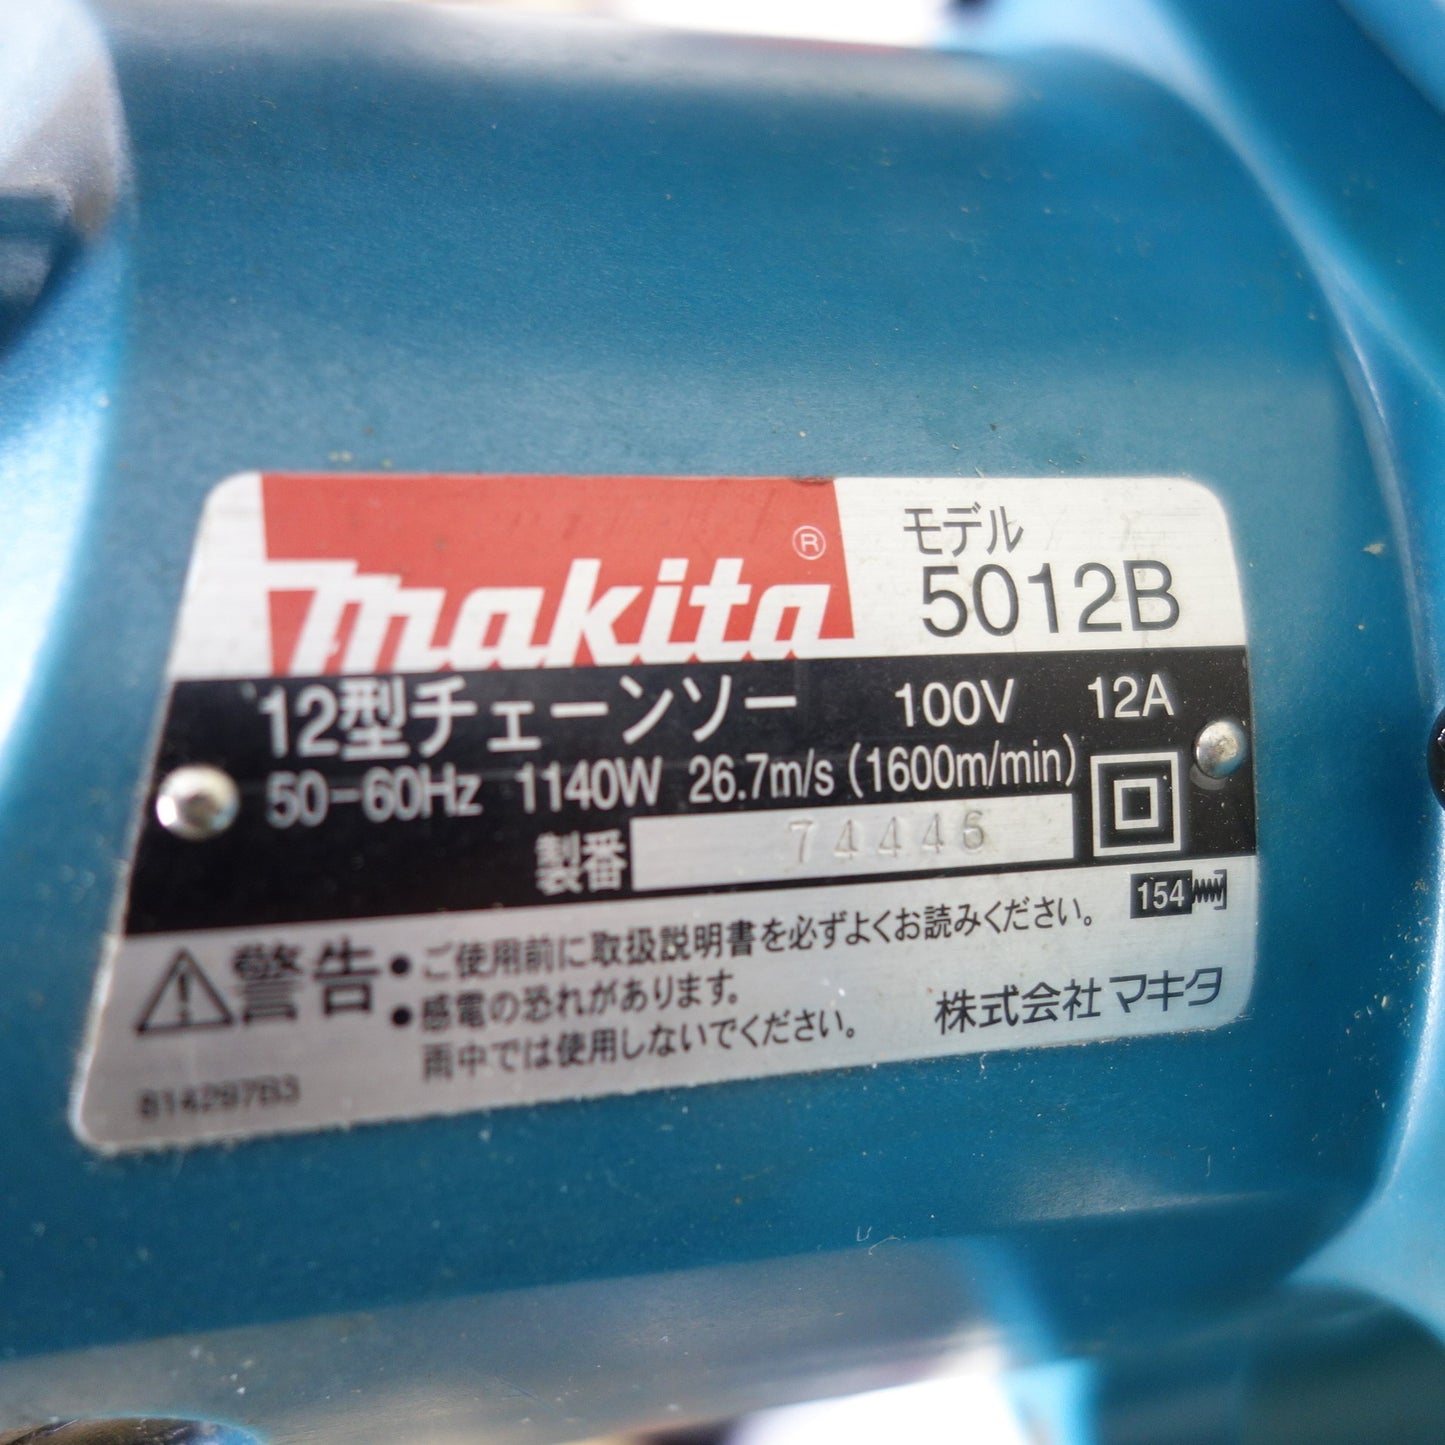 makita®
モデル
5012B
12型チェーンソー 100V 12A
50-60Hz 1140W 26.7m/s (1600m/min)
製番 74446
154
警告
• ご使用前に取扱説明書を必ずよくお読みください。
• 感電の恐れがあります。
雨中では使用しないでください。
株式会社マキタ
814297B3